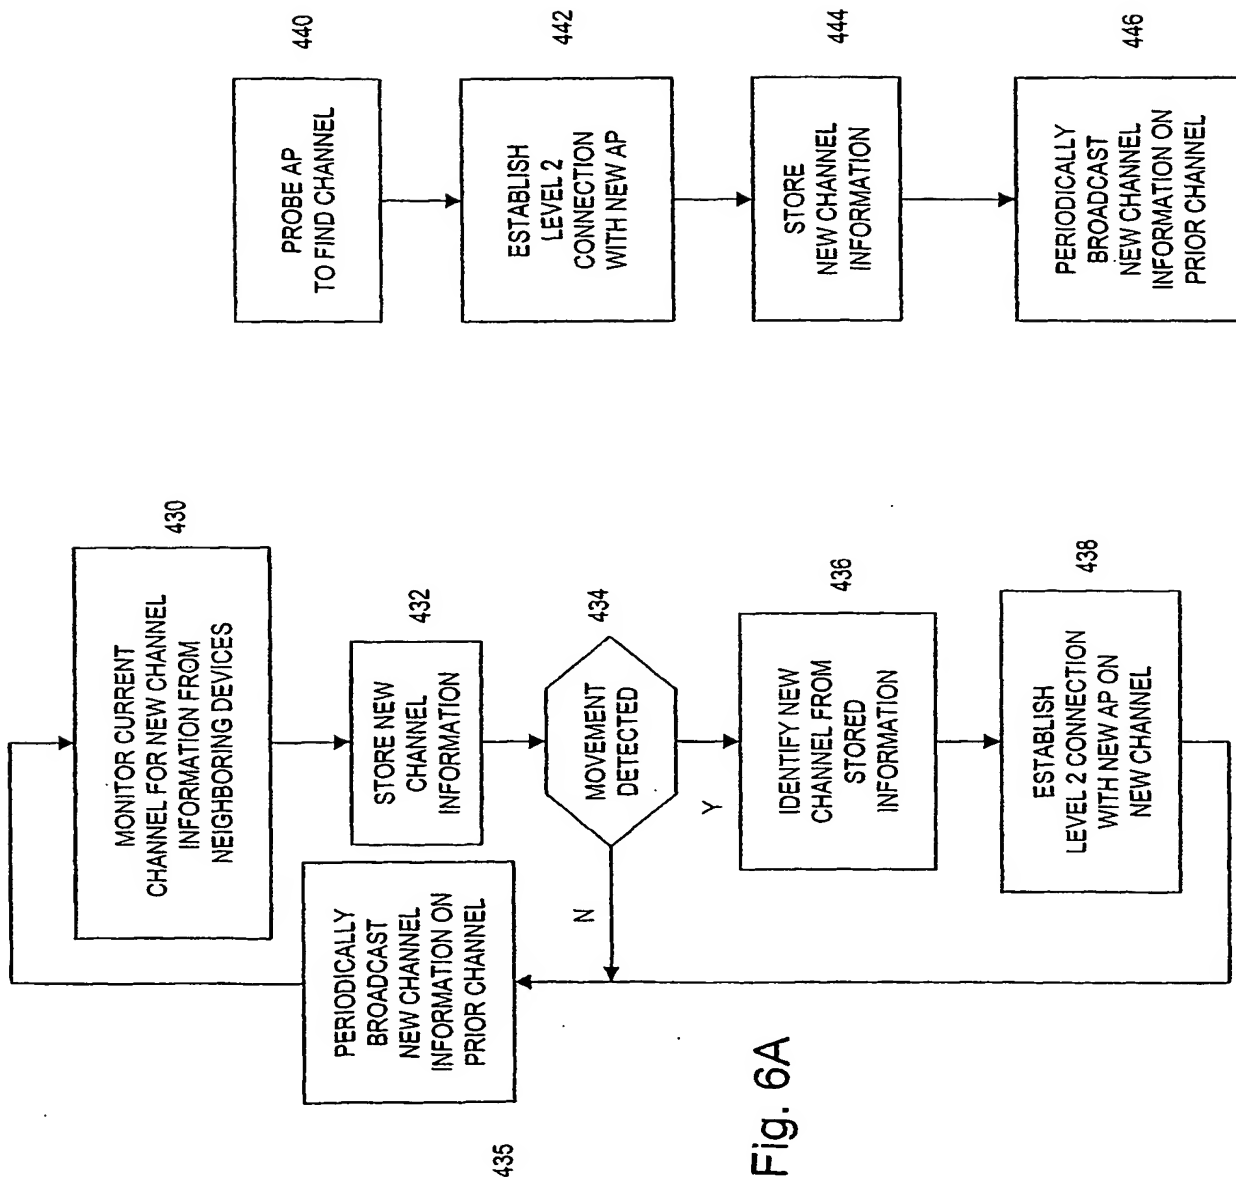 430
MONITOR CURRENT
CHANNEL FOR NEW CHANNEL
INFORMATION FROM
NEIGHBORING DEVICES
432
STORE NEW
CHANNEL
INFORMATION
434
MOVEMENT
DETECTED
N
Y
435
PERIODICALLY
BROADCAST
NEW CHANNEL
INFORMATION ON
PRIOR CHANNEL
436
IDENTIFY NEW
CHANNEL FROM
STORED
INFORMATION
438
ESTABLISH
LEVEL 2 CONNECTION
WITH NEW AP ON
NEW CHANNEL
Fig. 6A
440
PROBE AP
TO FIND CHANNEL
442
ESTABLISH
LEVEL 2
CONNECTION
WITH NEW AP
444
STORE
NEW CHANNEL
INFORMATION
446
PERIODICALLY
BROADCAST
NEW CHANNEL
INFORMATION ON
PRIOR CHANNEL